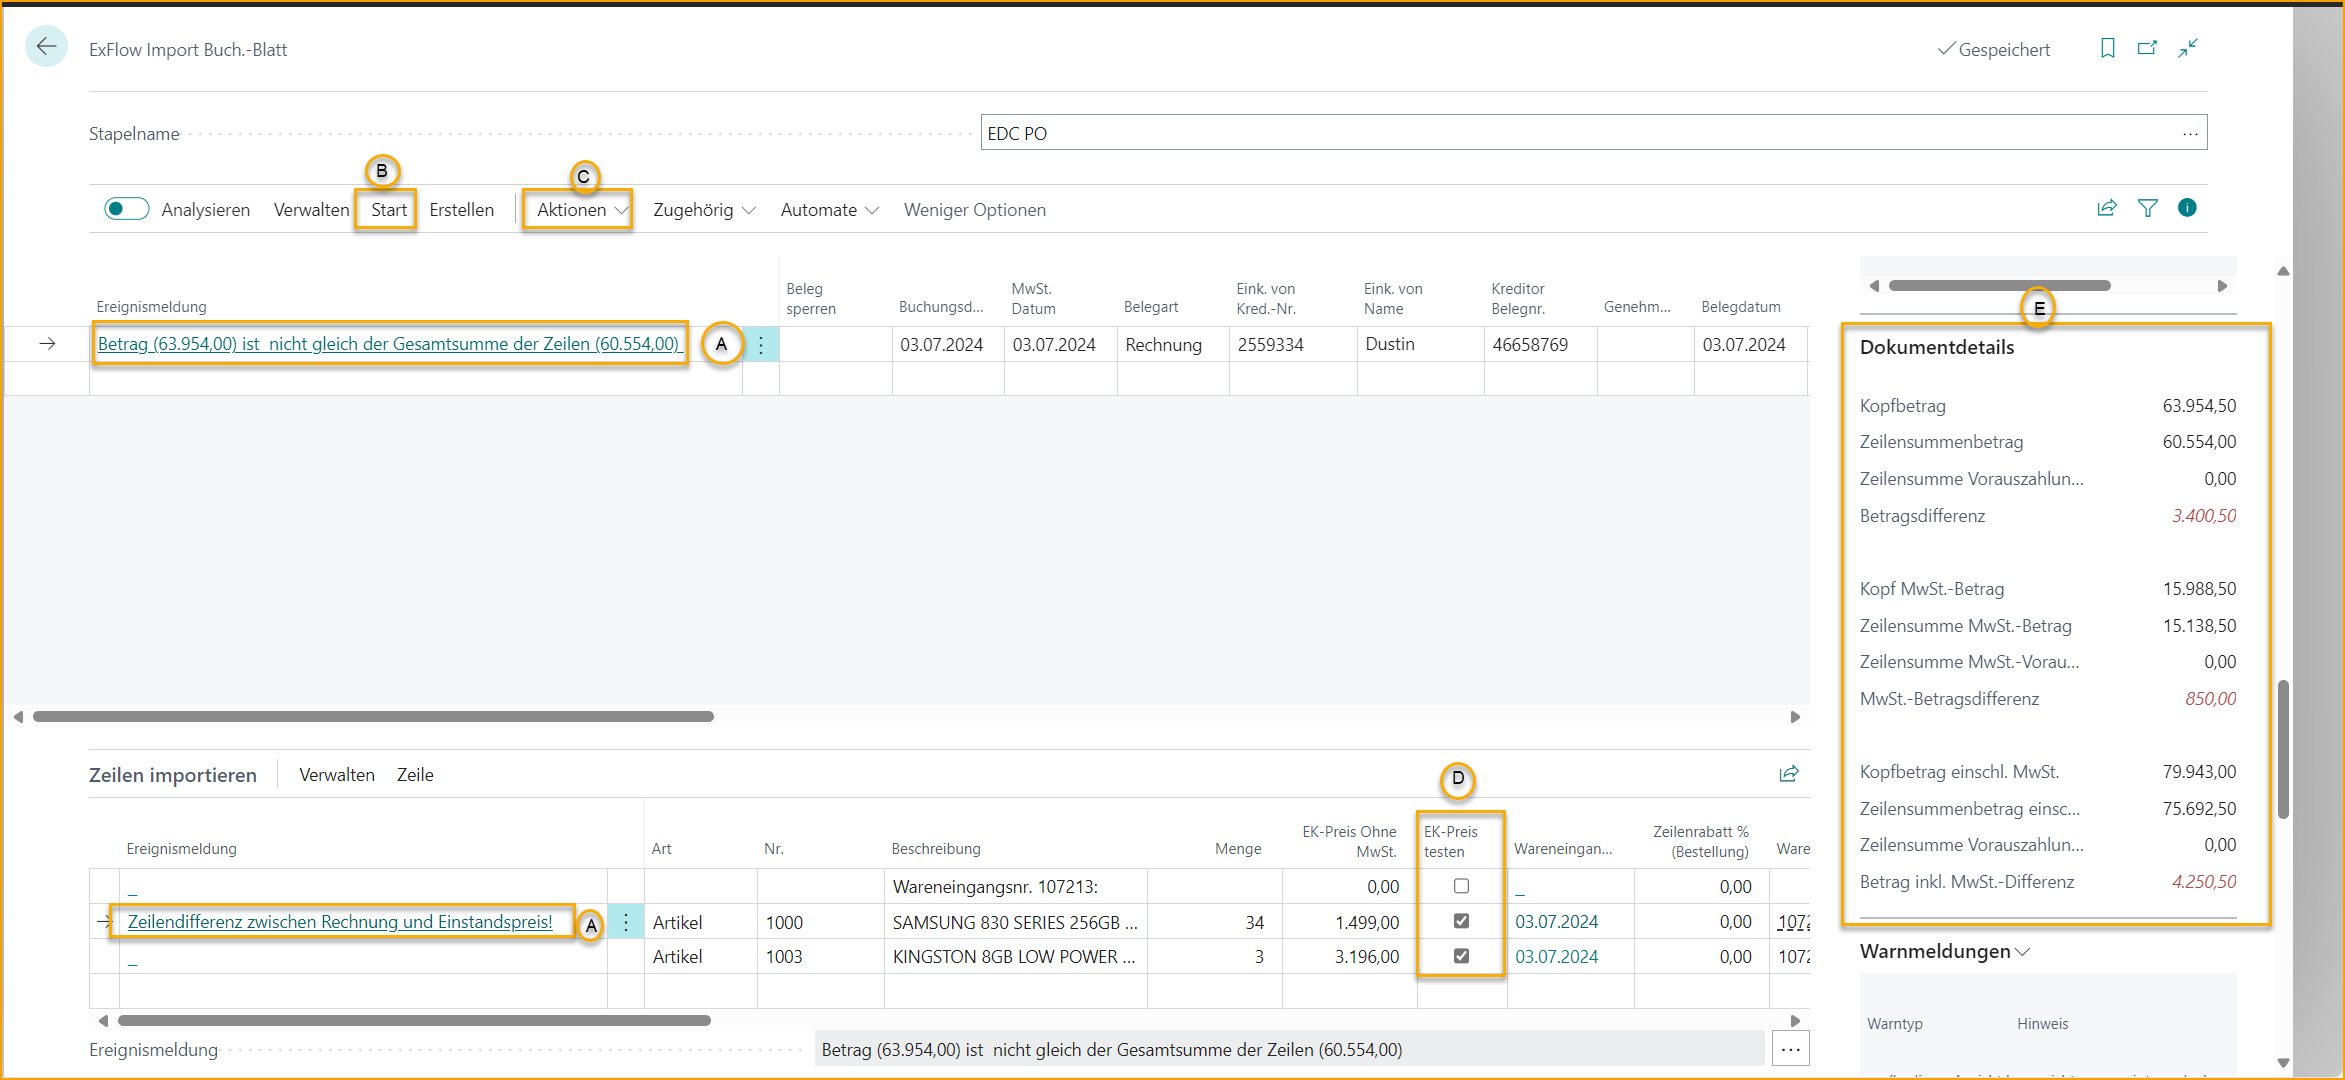 ExFlow Import Buch.-Blatt
Gespeichert
Stapelname
EDC PO
B
C
Analysieren Verwalten Start Erstellen Aktionen Zugehörig Automate Weniger Optionen
Ereignismeldung Beleg sperren Buchungsd... MwSt. Datum Belegart Eink. von Kred.-Nr. Eink. von Name Kreditor Belegnr. Genehm... Belegdatum
Betrag (63.954,00) ist nicht gleich der Gesamtsumme der Zeilen (60.554,00) A 03.07.2024 03.07.2024 Rechnung 2559334 Dustin 46658769 03.07.2024
E
Dokumentdetails
Kopfbetrag 63.954,50
Zeilensummenbetrag 60.554,00
Zeilensumme Vorauszahlun... 0,00
Betragsdifferenz 3.400,50
Kopf MwSt.-Betrag 15.988,50
Zeilensumme MwSt.-Betrag 15.138,50
Zeilensumme MwSt.-Vorau... 0,00
MwSt.-Betragsdifferenz 850,00
Kopfbetrag einschl. MwSt. 79.943,00
Zeilensummenbetrag einsc... 75.692,50
Zeilensumme Vorauszahlun... 0,00
Betrag inkl. MwSt.-Differenz 4.250,50
Warnmeldungen
Warntyp Hinweis
Zeilen importieren Verwalten Zeile
D
Ereignismeldung Art Nr. Beschreibung Menge EK-Preis Ohne MwSt. EK-Preis testen Wareneingan... Zeilenrabatt % (Bestellung) Ware
_ Wareneingangsnr. 107213: 0,00 _ 0,00
Zeilendifferenz zwischen Rechnung und Einstandspreis! A Artikel 1000 SAMSUNG 830 SERIES 256GB ... 34 1.499,00 03.07.2024 0,00 1072
_ Artikel 1003 KINGSTON 8GB LOW POWER ... 3 3.196,00 03.07.2024 0,00 1072
Ereignismeldung Betrag (63.954,00) ist nicht gleich der Gesamtsumme der Zeilen (60.554,00)